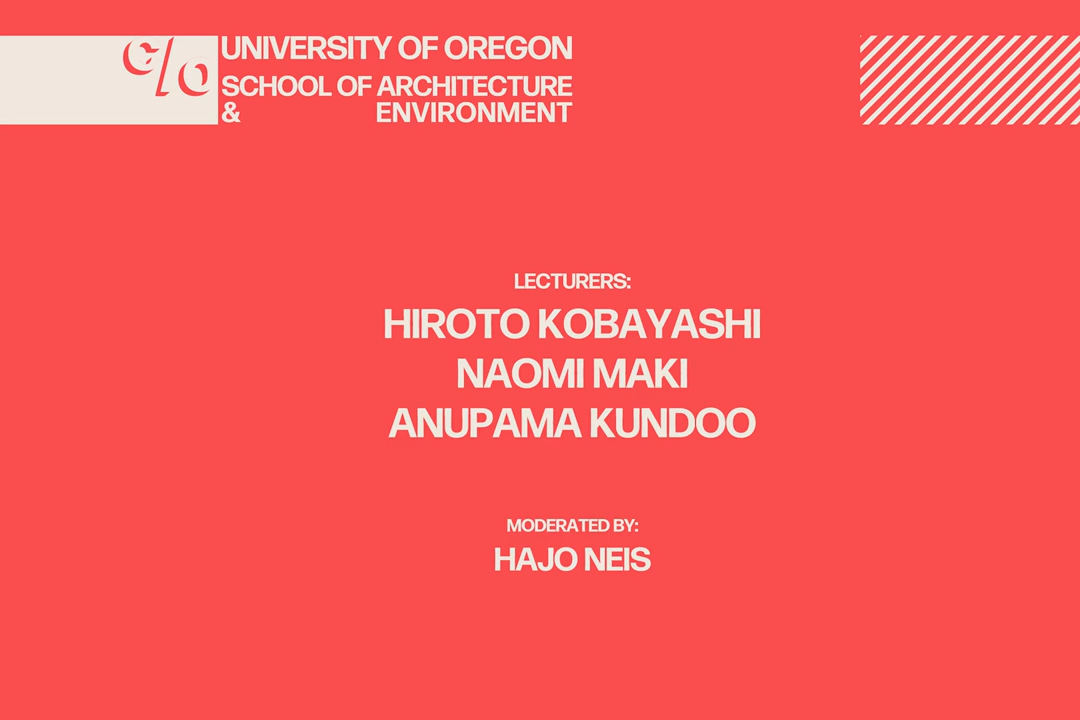 c/o
UNIVERSITY OF OREGON
SCHOOL OF ARCHITECTURE
& ENVIRONMENT
LECTURERS:
HIROTO KOBAYASHI
NAOMI MAKI
ANUPAMA KUNDOO
MODERATED BY:
HAJO NEIS